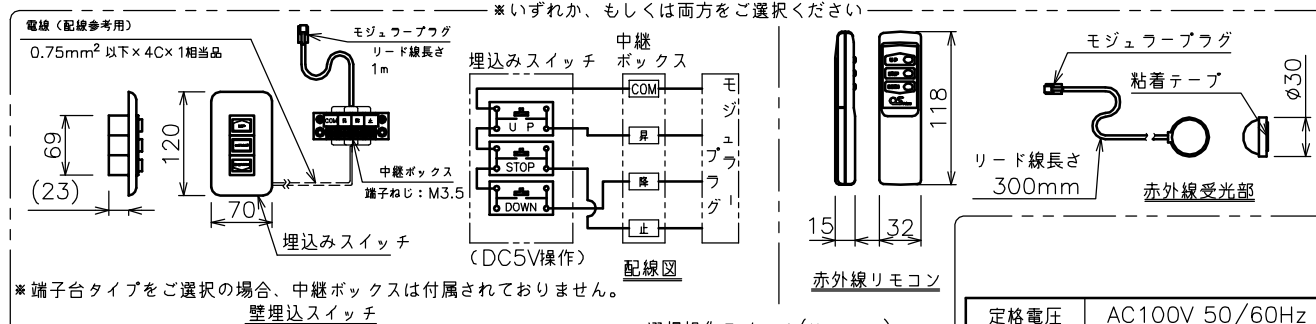 ※いずれか、もしくは両方をご選択ください
電線（配線参考用）
0.75mm² 以下×4C×1相当品
モジュラープラグ
リード線長さ
1m
69
(23)
120
70
COM 昇 降 止
中継ボックス
端子ねじ：M3.5
埋込みスイッチ
埋込みスイッチ
中継
ボックス
UP
STOP
DOWN
COM
昇
降
止
モジュラープラグ
(DC5V操作)
配線図
※端子台タイプをご選択の場合、中継ボックスは付属されておりません。
壁埋込スイッチ
118
15
32
赤外線リモコン
モジュラープラグ
粘着テープ
ø30
リード線長さ
300mm
赤外線受光部
定格電圧 AC100V 50/60Hz